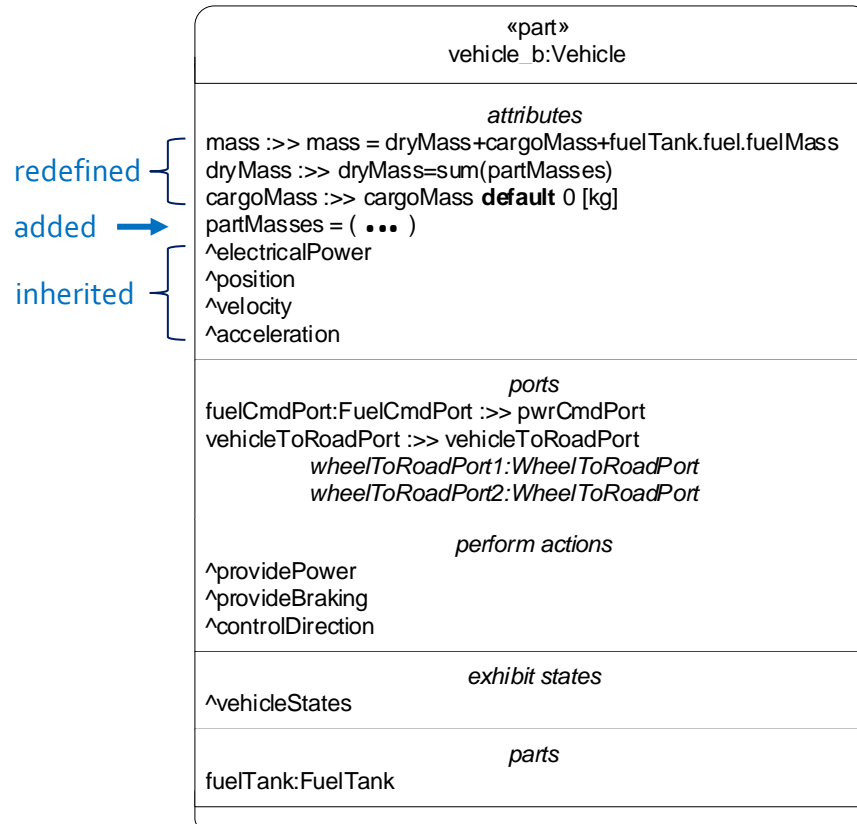 «part»
vehicle_b:Vehicle
attributes
mass :>> mass = dryMass+cargoMass+fuelTank.fuel.fuelMass
redefined
dryMass :>> dryMass=sum(partMasses)
cargoMass :>> cargoMass default 0 [kg]
added
partMasses = ( ... )
^electricalPower
^position
inherited
^velocity
^acceleration
ports
fuelCmdPort:FuelCmdPort :>> pwrCmdPort
vehicleToRoadPort :>> vehicleToRoadPort
wheelToRoadPort1:WheelToRoadPort
wheelToRoadPort2:WheelToRoadPort
perform actions
^providePower
^provideBraking
^controlDirection
exhibit states
^vehicleStates
parts
fuelTank:FuelTank